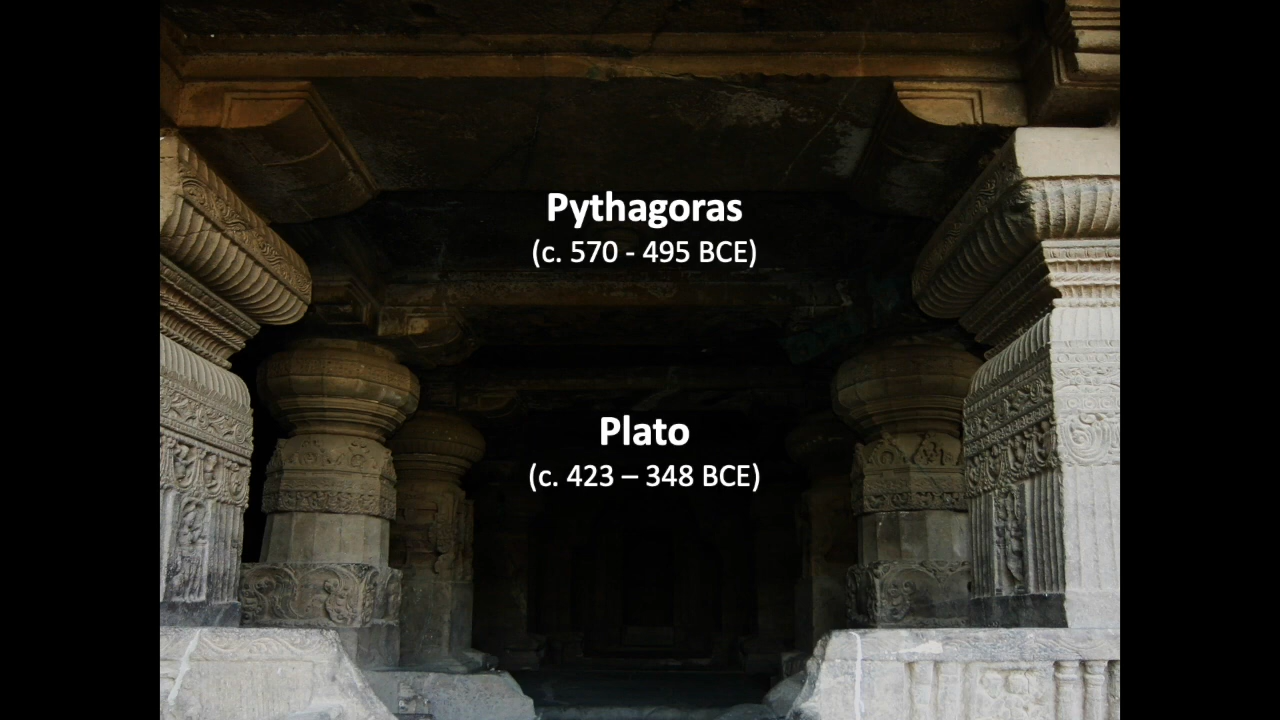 Pythagoras
(c. 570 - 495 BCE)
Plato
(c. 423 – 348 BCE)